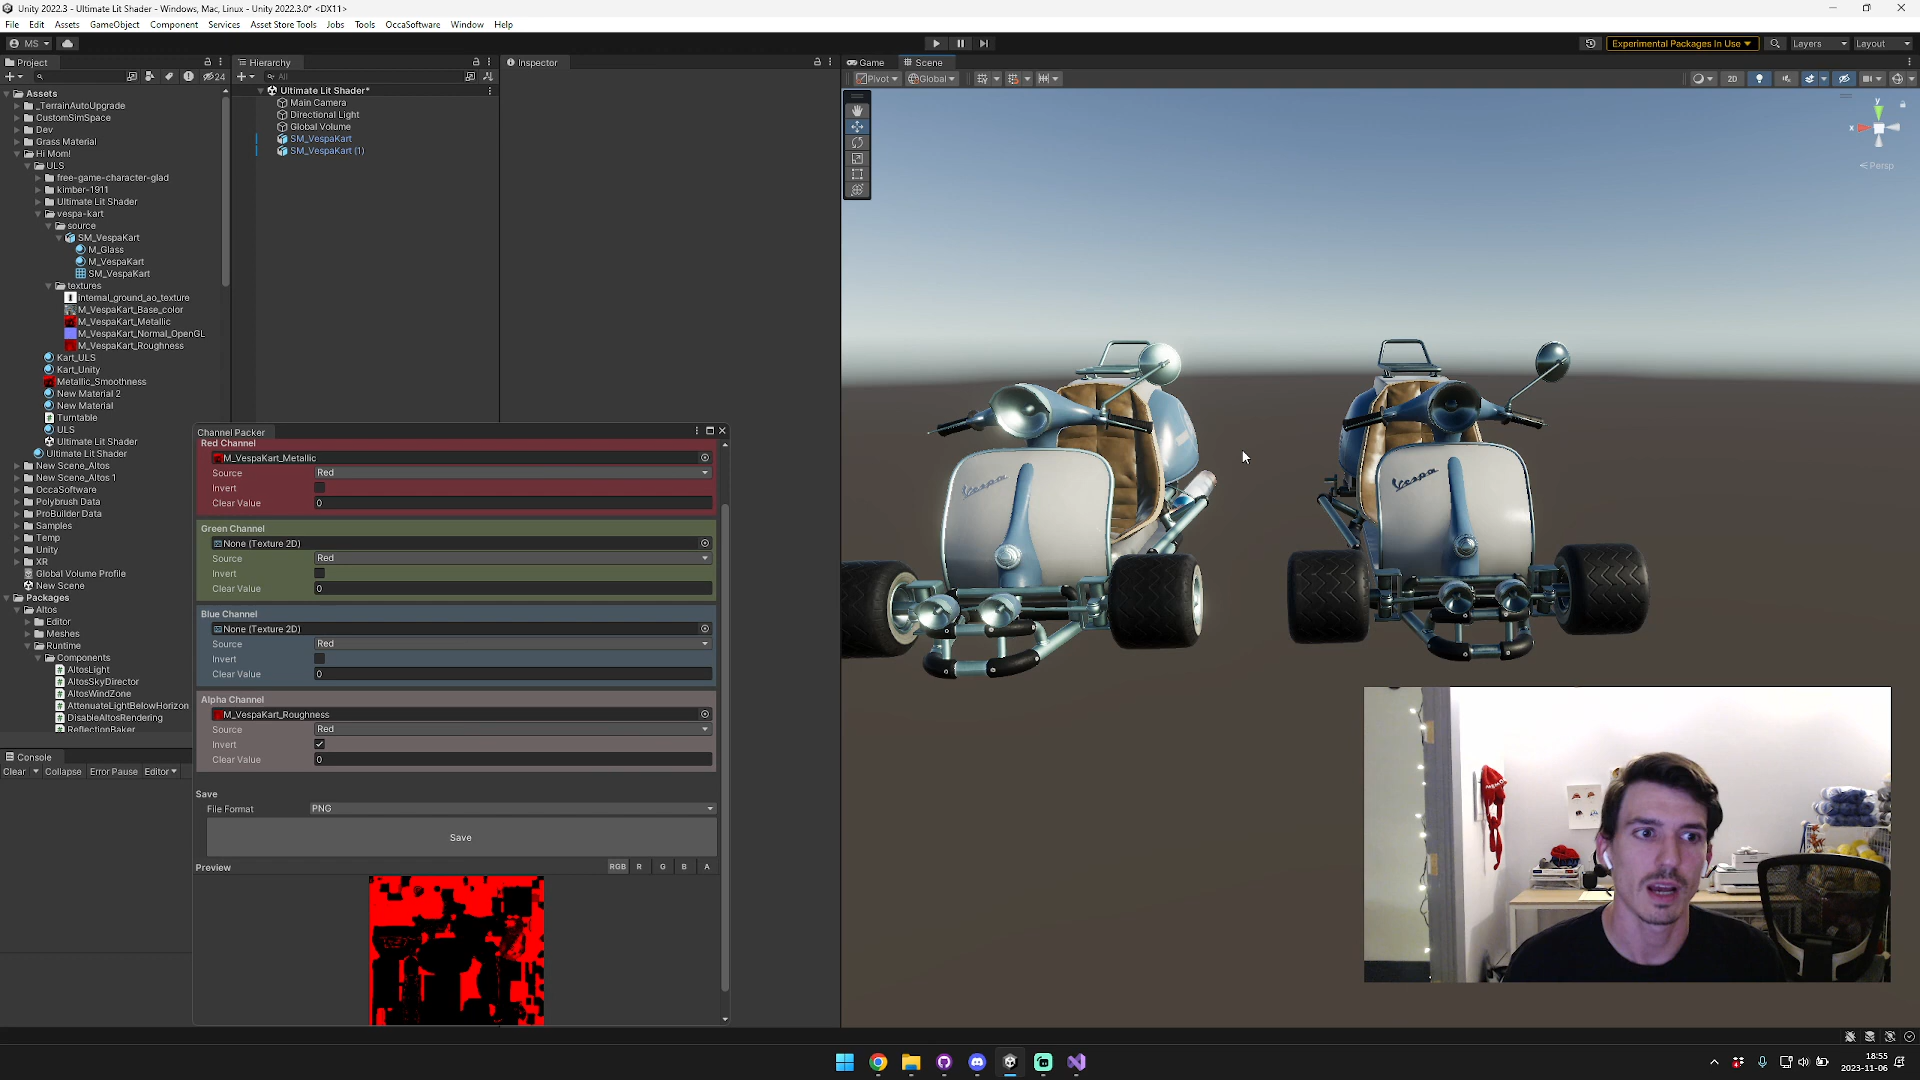 Unity 2022.3 - Ultimate Lit Shader - Windows, Mac, Linux - Unity 2022.3.0* <DX11>
File Edit Assets GameObject Component Services Asset Store Tools Jobs Tools OccaSoftware Window Help
MS
Experimental Packages In Use
Layers
Layout
Project
24
Assets
_TerrainAutoUpgrade
CustomSimSpace
Dev
Grass Material
Hi Mom!
ULS
free-game-character-glad
kimber-1911
Ultimate Lit Shader
vespa-kart
source
SM_VespaKart
M_Glass
M_VespaKart
SM_VespaKart
textures
internal_ground_ao_texture
M_VespaKart_Base_color
M_VespaKart_Metallic
M_VespaKart_Normal_OpenGL
M_VespaKart_Roughness
Kart_ULS
Kart_Unity
Metallic_Smoothness
New Material 2
New Material
Turntable
ULS
Ultimate Lit Shader
Ultimate Lit Shader
New Scene_Altos
New Scene_Altos 1
OccaSoftware
Polybrush Data
ProBuilder Data
Samples
Temp
Unity
XR
Global Volume Profile
New Scene
Packages
Altos
Editor
Meshes
Runtime
Components
AltosLight
AltosSkyDirector
AltosWindZone
AttenuateLightBelowHorizon
DisableAltosRendering
ReflectionBaker
Console
Clear Collapse Error Pause Editor
Hierarchy
All
Ultimate Lit Shader*
Main Camera
Directional Light
Global Volume
SM_VespaKart
SM_VespaKart (1)
Inspector
Channel Packer
Red Channel
M_VespaKart_Metallic
Source Red
Invert
Clear Value 0
Green Channel
None (Texture 2D)
Source Red
Invert
Clear Value 0
Blue Channel
None (Texture 2D)
Source Red
Invert
Clear Value 0
Alpha Channel
M_VespaKart_Roughness
Source Red
Invert
Clear Value 0
Save
File Format PNG
Save
Preview
RGB R G B A
Game Scene
Pivot Global
2D
y
x
Persp
Vespa
Vespa
18:55
2023-11-06